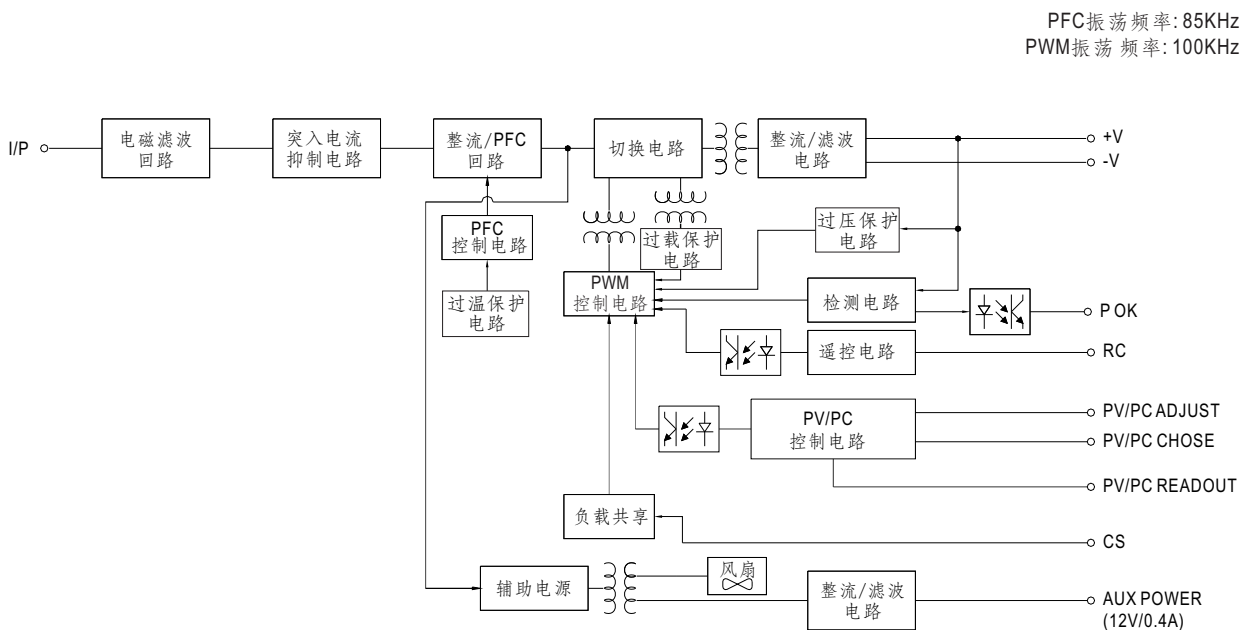 PFC振荡频率: 85KHz
PWM振荡 频率: 100KHz
I/P
电磁滤波
回路
突入电流
抑制电路
整流/PFC
回路
切换电路
整流/滤波
电路
+V
-V
PFC
控制电路
过载保护
电路
过压保护
电路
过温保护
电路
PWM
控制电路
检测电路
P OK
遥控电路
RC
PV/PC
控制电路
PV/PC ADJUST
PV/PC CHOSE
PV/PC READOUT
负载共享
CS
辅助电源
风扇
整流/滤波
电路
AUX POWER
(12V/0.4A)